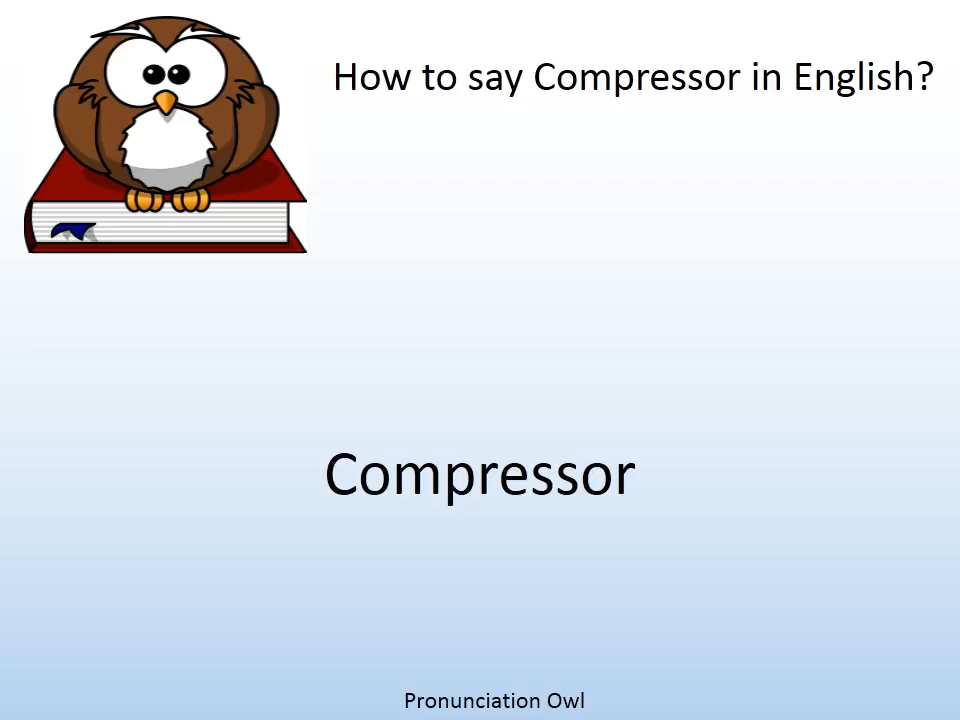 How to say Compressor in English?
Compressor
Pronunciation Owl